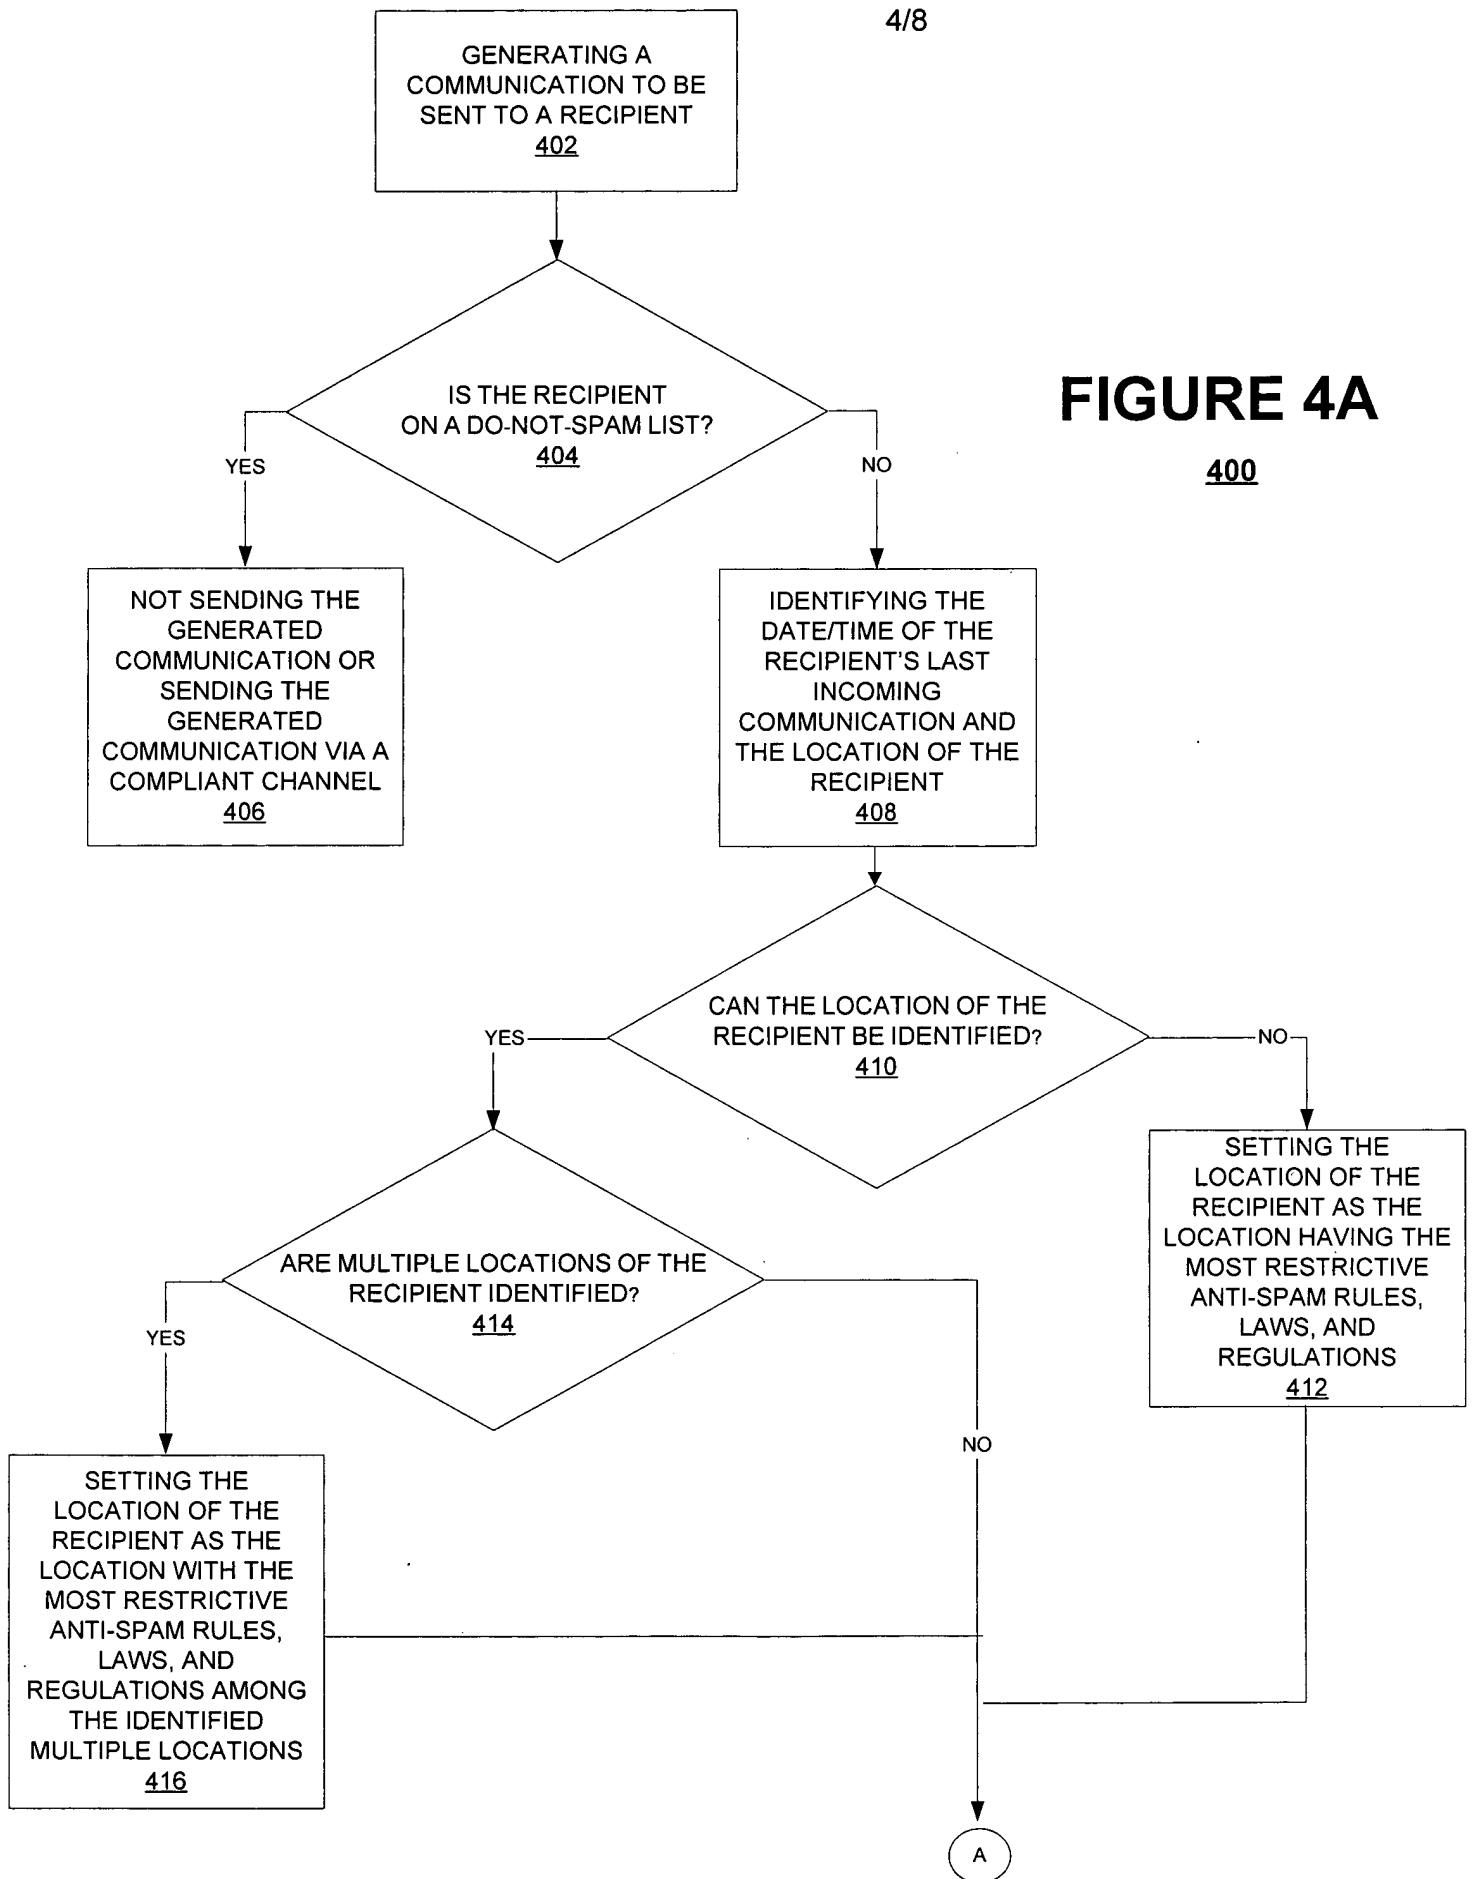 4/8
GENERATING A
COMMUNICATION TO BE
SENT TO A RECIPIENT
402
IS THE RECIPIENT
ON A DO-NOT-SPAM LIST?
404
FIGURE 4A
400
YES
NO
NOT SENDING THE
GENERATED
COMMUNICATION OR
SENDING THE
GENERATED
COMMUNICATION VIA A
COMPLIANT CHANNEL
406
IDENTIFYING THE
DATE/TIME OF THE
RECIPIENT'S LAST
INCOMING
COMMUNICATION AND
THE LOCATION OF THE
RECIPIENT
408
CAN THE LOCATION OF THE
RECIPIENT BE IDENTIFIED?
410
YES
NO
SETTING THE
LOCATION OF THE
RECIPIENT AS THE
LOCATION HAVING THE
MOST RESTRICTIVE
ANTI-SPAM RULES,
LAWS, AND
REGULATIONS
412
ARE MULTIPLE LOCATIONS OF THE
RECIPIENT IDENTIFIED?
414
YES
NO
SETTING THE
LOCATION OF THE
RECIPIENT AS THE
LOCATION WITH THE
MOST RESTRICTIVE
ANTI-SPAM RULES,
LAWS, AND
REGULATIONS AMONG
THE IDENTIFIED
MULTIPLE LOCATIONS
416
A